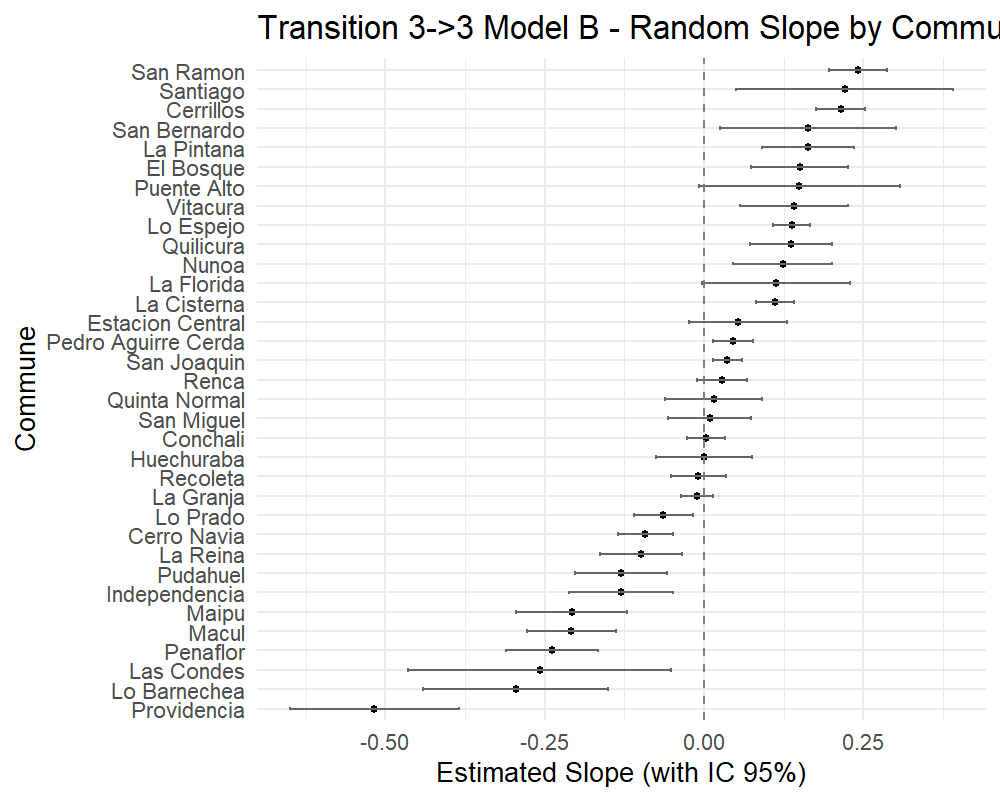 Transition 3->3 Model B - Random Slope by Commu
San Ramon
Santiago
Cerrillos
San Bernardo
La Pintana
El Bosque
Puente Alto
Vitacura
Lo Espejo
Quilicura
Nunoa
La Florida
La Cisterna
Estacion Central
Pedro Aguirre Cerda
San Joaquin
Renca
Quinta Normal
San Miguel
Conchali
Huechuraba
Recoleta
La Granja
Lo Prado
Cerro Navia
La Reina
Pudahuel
Independencia
Maipu
Macul
Penaflor
Las Condes
Lo Barnechea
Providencia
Commune
-0.50 -0.25 0.00 0.25
Estimated Slope (with IC 95%)